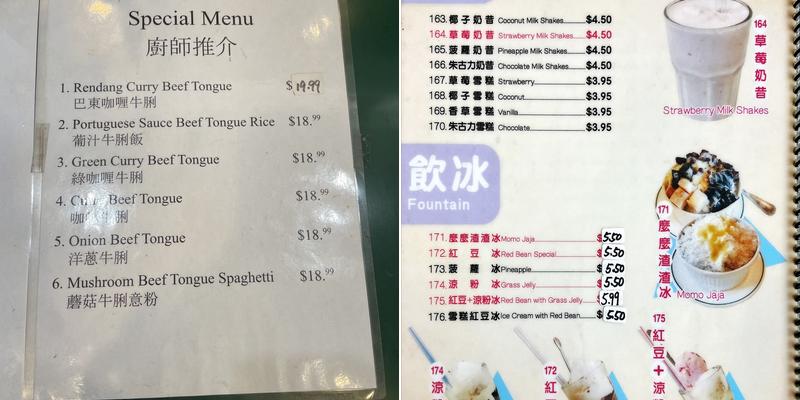 Special Menu
廚師推介
1. Rendang Curry Beef Tongue $19.99
巴東咖喱牛脷
2. Portuguese Sauce Beef Tongue Rice $18.99
葡汁牛脷飯
3. Green Curry Beef Tongue $18.99
綠咖喱牛脷
4. Curry Beef Tongue $18.99
咖喱牛脷
5. Onion Beef Tongue $18.99
洋蔥牛脷
6. Mushroom Beef Tongue Spaghetti $18.99
蘑菇牛脷意粉
163. 椰子奶昔 Coconut Milk Shakes $4.50
164. 草莓奶昔 Strawberry Milk Shakes $4.50
165. 菠蘿奶昔 Pineapple Milk Shakes $4.50
166. 朱古力奶昔 Chocolate Milk Shakes $4.50
167. 草莓雪糕 Strawberry $3.95
168. 椰子雪糕 Coconut $3.95
169. 香草雪糕 Vanilla $3.95
170. 朱古力雪糕 Chocolate $3.95
164
草莓奶昔
Strawberry Milk Shakes
飲冰
Fountain
171. 麼麼渣渣冰 Momo Jaja $5.50
172. 紅豆冰 Red Bean Special $5.50
173. 菠蘿冰 Pineapple $5.50
174. 涼粉冰 Grass Jelly $5.50
175. 紅豆+涼粉冰 Red Bean with Grass Jelly $5.99
176. 雪糕紅豆冰 Ice Cream with Red Bean $5.50
171
麼麼渣渣冰
Momo Jaja
174
涼
172
紅
175
紅豆+涼